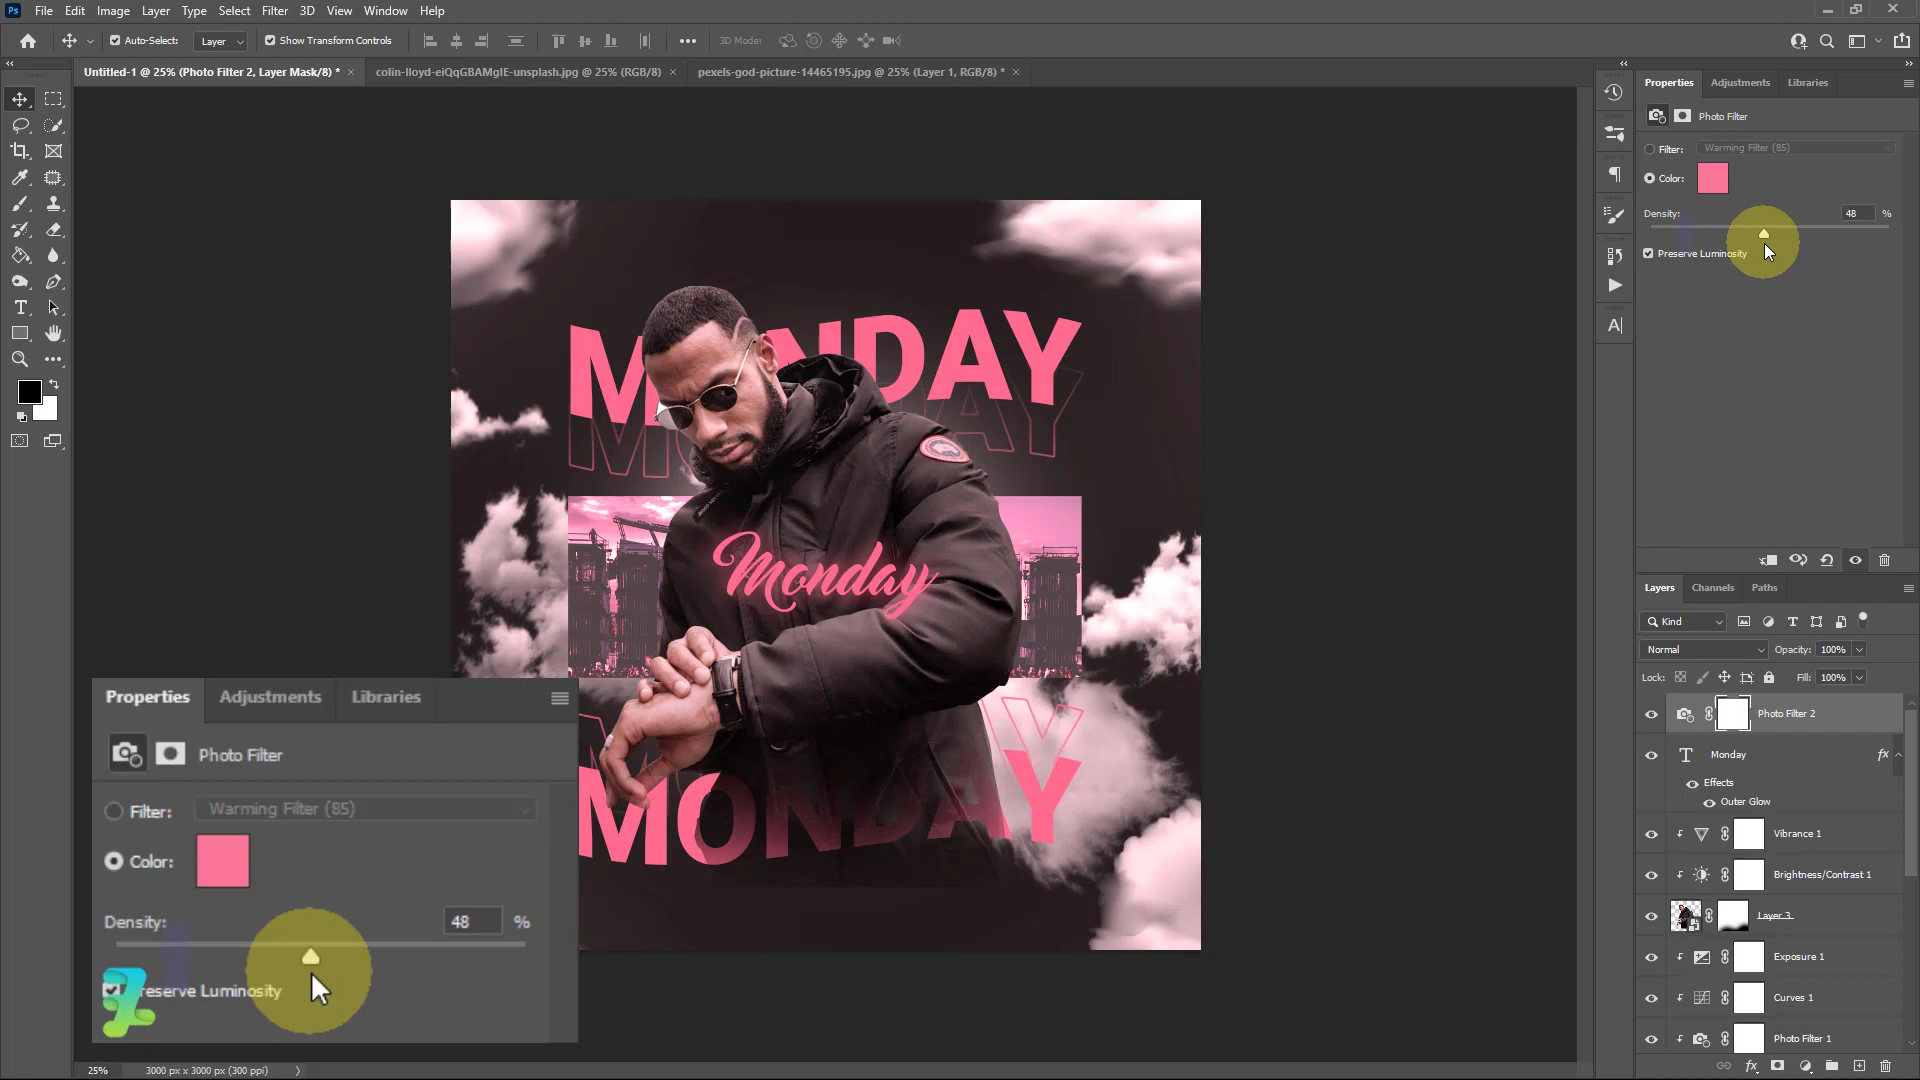 Ps File Edit Image Layer Type Select Filter 3D View Window Help
Auto-Select: Layer Show Transform Controls 3D Mode:
Untitled-1 @ 25% (Photo Filter 2, Layer Mask/8) * × colin-lloyd-eiQqGBAMgIE-unsplash.jpg @ 25% (RGB/8) × pexels-god-picture-14465195.jpg @ 25% (Layer 1, RGB/8) * ×
Properties Adjustments Libraries
Photo Filter
Filter: Warming Filter (85)
Color:
Density: 48 %
Preserve Luminosity
MONDAY
MONDAY
Monday
MONDAY
Properties Adjustments Libraries
Photo Filter
Filter: Warming Filter (85)
Color:
Density: 48 %
Preserve Luminosity
Layers Channels Paths
Kind
Normal Opacity: 100%
Lock: Fill: 100%
Photo Filter 2
T Monday fx
Effects
Outer Glow
Vibrance 1
Brightness/Contrast 1
Layer 3
Exposure 1
Curves 1
Photo Filter 1
25% 3000 px x 3000 px (300 ppi)